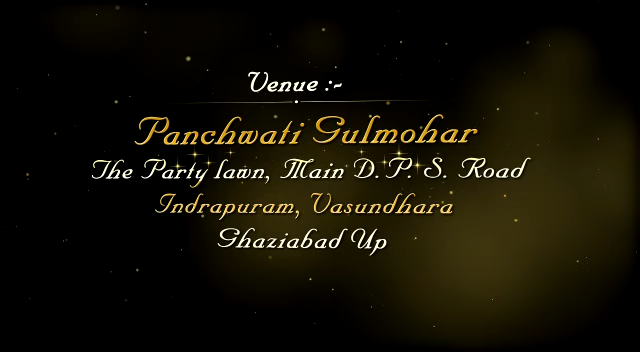 Venue :-
Panchwati Gulmohar
The Party lawn, Main D. P. S. Road
Indrapuram, Vasundhara
Ghaziabad Up